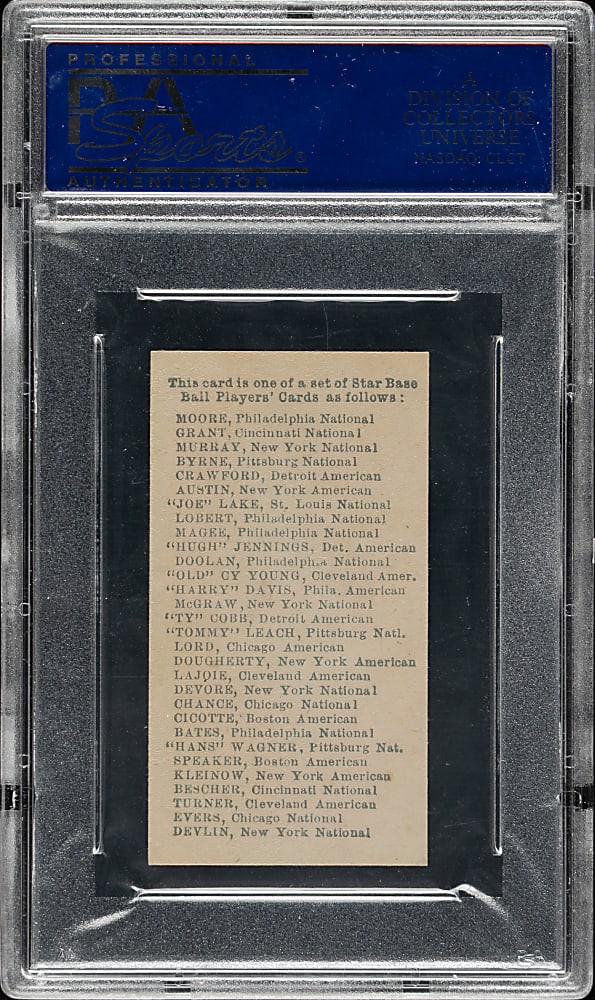 PROFESSIONAL
PSA
Sports®
AUTHENTICATOR
A
DIVISION OF
COLLECTORS
UNIVERSE
NASDAQ: CLCT
This card is one of a set of Star Base
Ball Players' Cards as follows:
MOORE, Philadelphia National
GRANT, Cincinnati National
MURRAY, New York National
BYRNE, Pittsburg National
CRAWFORD, Detroit American
AUSTIN, New York American
"JOE" LAKE, St. Louis National
LOBERT, Philadelphia National
MAGEE, Philadelphia National
"HUGH" JENNINGS, Det. American
DOOLAN, Philadelphia National
"OLD" CY YOUNG, Cleveland Amer.
"HARRY" DAVIS, Phila. American
McGRAW, New York National
"TY" COBB, Detroit American
"TOMMY" LEACH, Pittsburg Natl.
LORD, Chicago American
DOUGHERTY, New York American
LAJOIE, Cleveland American
DEVORE, New York National
CHANCE, Chicago National
CICOTTE, Boston American
BATES, Philadelphia National
"HANS" WAGNER, Pittsburg Nat.
SPEAKER, Boston American
KLEINOW, New York American
BESCHER, Cincinnati National
TURNER, Cleveland American
EVERS, Chicago National
DEVLIN, New York National
PSA